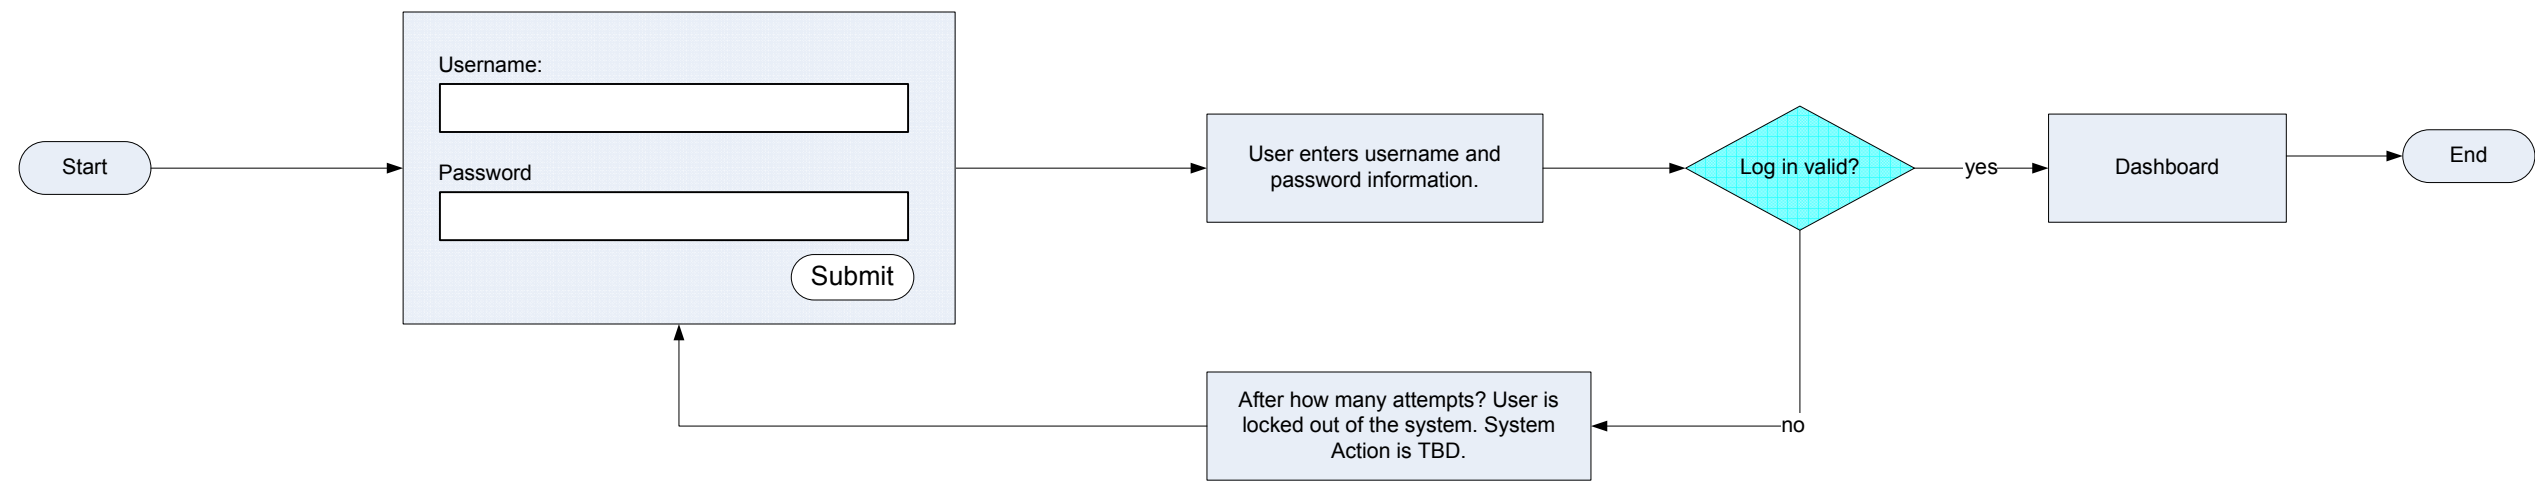 Start
Username:
Password
Submit
User enters username and
password information.
Log in valid?
yes
Dashboard
End
After how many attempts? User is
locked out of the system. System
Action is TBD.
no